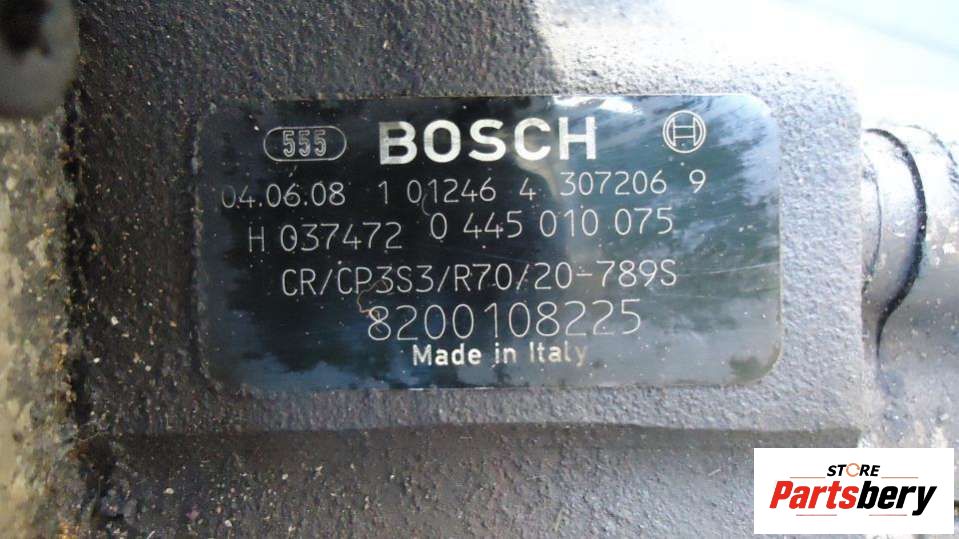 555 BOSCH
04.06.08 1 01246 4 307206 9
H 037472 0 445 010 075
CR/CP3S3/R70/20-789S
8200108225
Made in Italy
STORE
Partsbery